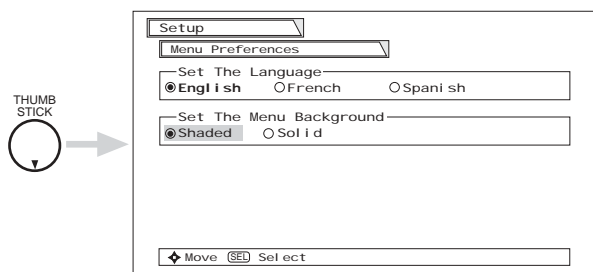 Setup
Menu Preferences
Set The Language
English French Spanish
THUMB
STICK
Set The Menu Background
Shaded Solid
Move SEL Select